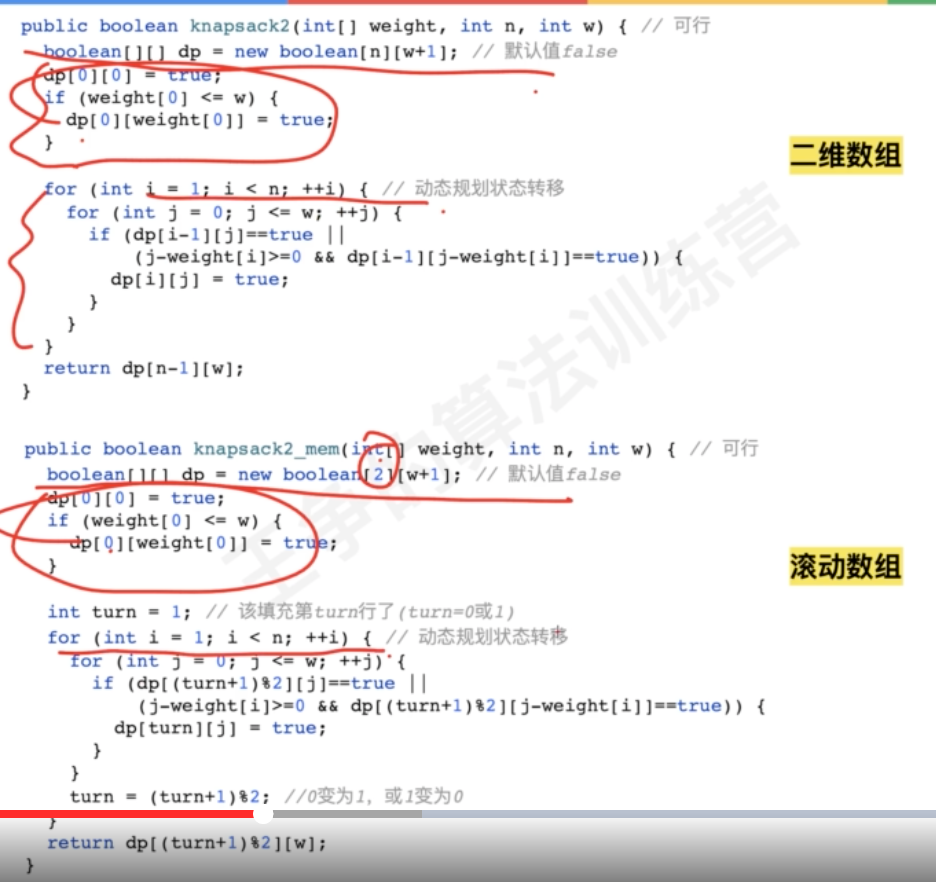 public boolean knapsack2(int[] weight, int n, int w) { // 可行
boolean[][] dp = new boolean[n][w+1]; // 默认值false
dp[0][0] = true;
if (weight[0] <= w) {
dp[0][weight[0]] = true;
}
二维数组
for (int i = 1; i < n; ++i) { // 动态规划状态转移
for (int j = 0; j <= w; ++j) {
if (dp[i-1][j]==true ||
(j-weight[i]>=0 && dp[i-1][j-weight[i]]==true)) {
dp[i][j] = true;
}
}
}
return dp[n-1][w];
}
public boolean knapsack2_mem(int[] weight, int n, int w) { // 可行
boolean[][] dp = new boolean[2][w+1]; // 默认值false
dp[0][0] = true;
if (weight[0] <= w) {
dp[0][weight[0]] = true;
}
滚动数组
int turn = 1; // 该填充第turn行了(turn=0或1)
for (int i = 1; i < n; ++i) { // 动态规划状态转移
for (int j = 0; j <= w; ++j) {
if (dp[(turn+1)%2][j]==true ||
(j-weight[i]>=0 && dp[(turn+1)%2][j-weight[i]]==true)) {
dp[turn][j] = true;
}
}
turn = (turn+1)%2; //0变为1, 或1变为0
}
return dp[(turn+1)%2][w];
}
王争的算法训练营